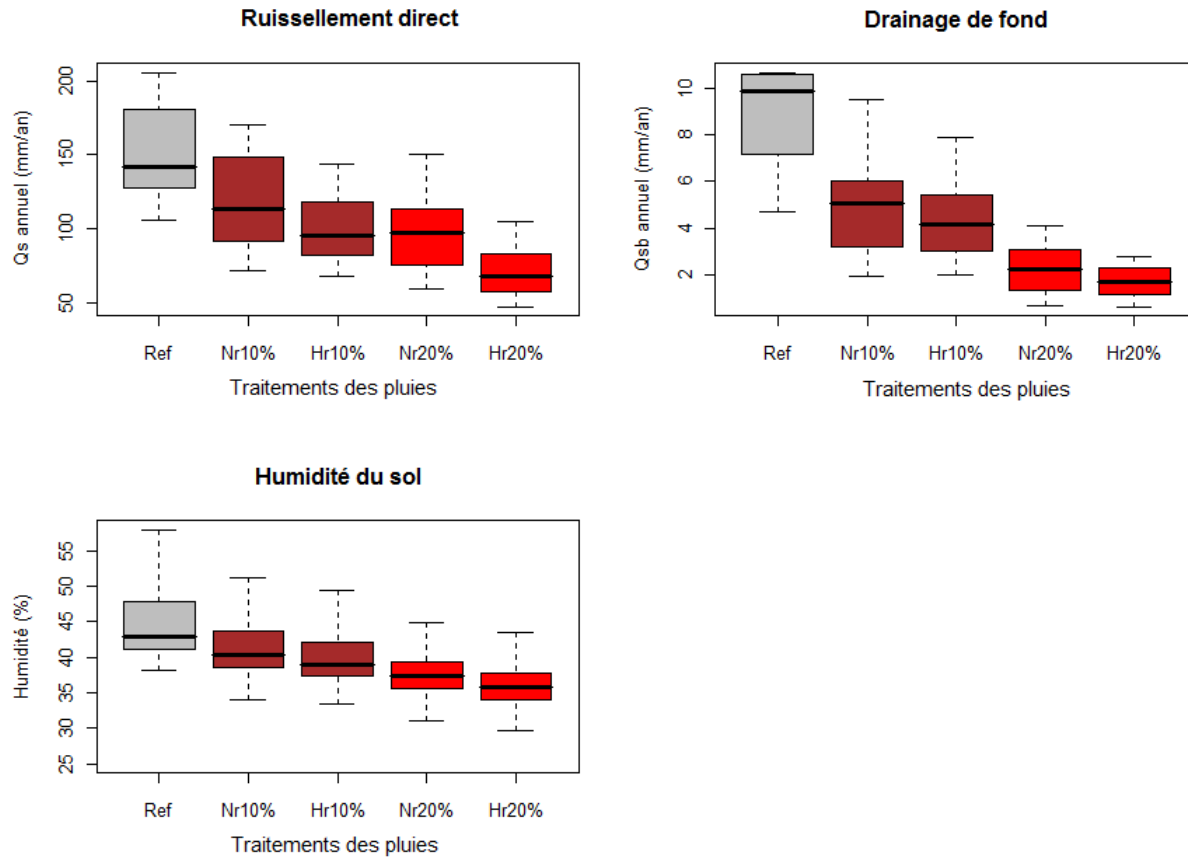 Ruissellement direct
Qs annuel (mm/an)
200
150
100
50
Ref Nr10% Hr10% Nr20% Hr20%
Traitements des pluies
Drainage de fond
Qsb annuel (mm/an)
10
8
6
4
2
Ref Nr10% Hr10% Nr20% Hr20%
Traitements des pluies
Humidité du sol
Humidité (%)
55
50
45
40
35
30
25
Ref Nr10% Hr10% Nr20% Hr20%
Traitements des pluies